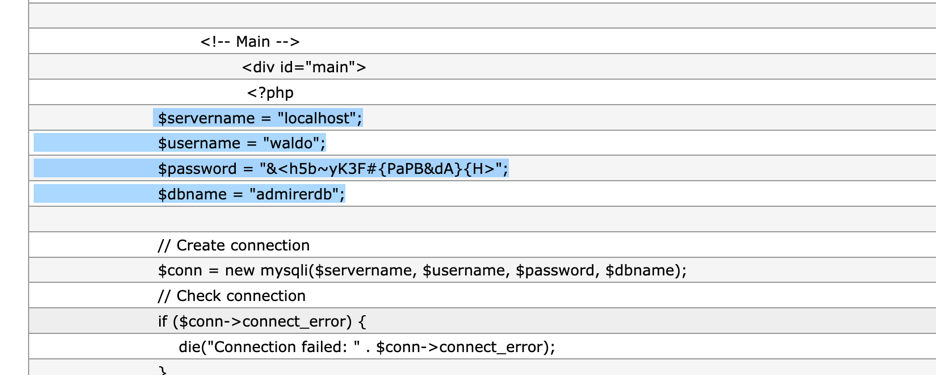 <!-- Main -->
<div id="main">
<?php
$servername = "localhost";
$username = "waldo";
$password = "&<h5b~yK3F#{PaPB&dA}{H>";
$dbname = "admirerdb";
// Create connection
$conn = new mysqli($servername, $username, $password, $dbname);
// Check connection
if ($conn->connect_error) {
die("Connection failed: " . $conn->connect_error);
}